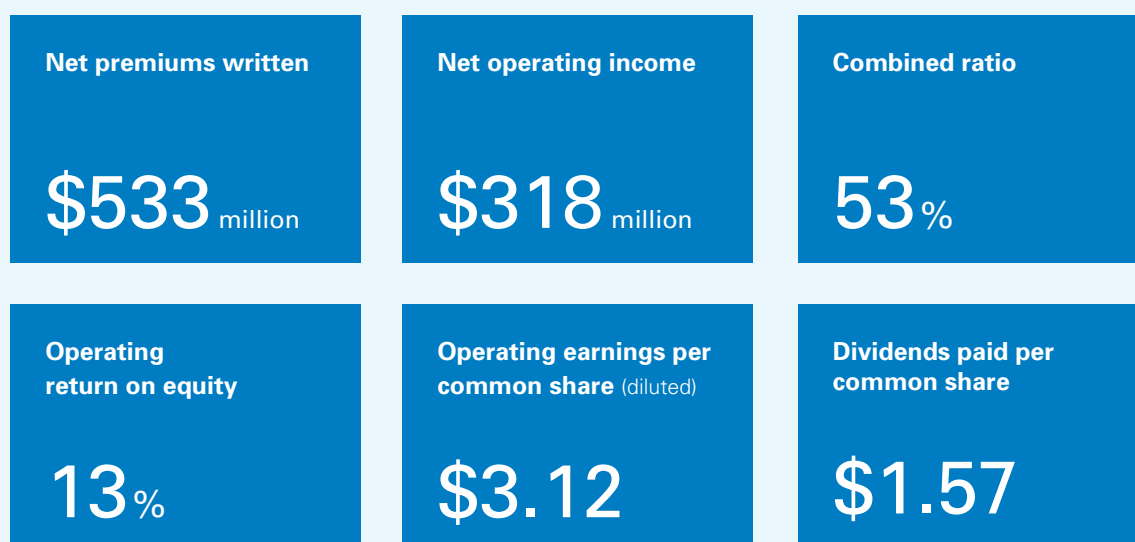 Net premiums written
$533 million
Net operating income
$318 million
Combined ratio
53%
Operating
return on equity
13%
Operating earnings per
common share (diluted)
$3.12
Dividends paid per
common share
$1.57